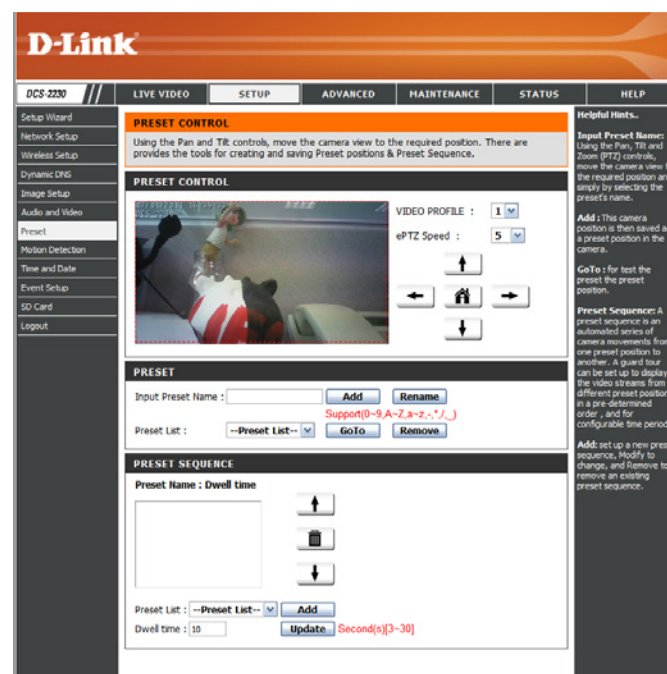 D-Link
DCS-2230
LIVE VIDEO
SETUP
ADVANCED
MAINTENANCE
STATUS
HELP
Setup Wizard
Network Setup
Wireless Setup
Dynamic DNS
Image Setup
Audio and Video
Preset
Motion Detection
Time and Date
Event Setup
SD Card
Logout
PRESET CONTROL
Using the Pan and Tilt controls, move the camera view to the required position. There are
provides the tools for creating and saving Preset positions & Preset Sequence.
PRESET CONTROL
VIDEO PROFILE : 1
ePTZ Speed : 5
PRESET
Input Preset Name : Add Rename
Support(0~9,A~Z,a~z,-,*,/,_)
Preset List : --Preset List-- GoTo Remove
PRESET SEQUENCE
Preset Name : Dwell time
Preset List : --Preset List-- Add
Dwell time : 10 Update Second(s)[3~30]
Helpful Hints..
Input Preset Name:
Using the Pan, Tilt and
Zoom (PTZ) controls,
move the camera view
the required position
simply by selecting the
preset's name.
Add : This camera
position is then saved
a preset position in the
camera.
GoTo : for test the
preset the preset
position.
Preset Sequence: A
preset sequence is an
automated series of
camera movements
one preset position to
another. A guard tour
can be set up to display
the video streams from
different preset
in a pre-determined
order , and for
configurable time
Add: set up a new
sequence, Modify to
change, and Remove
remove an existing
preset sequence.